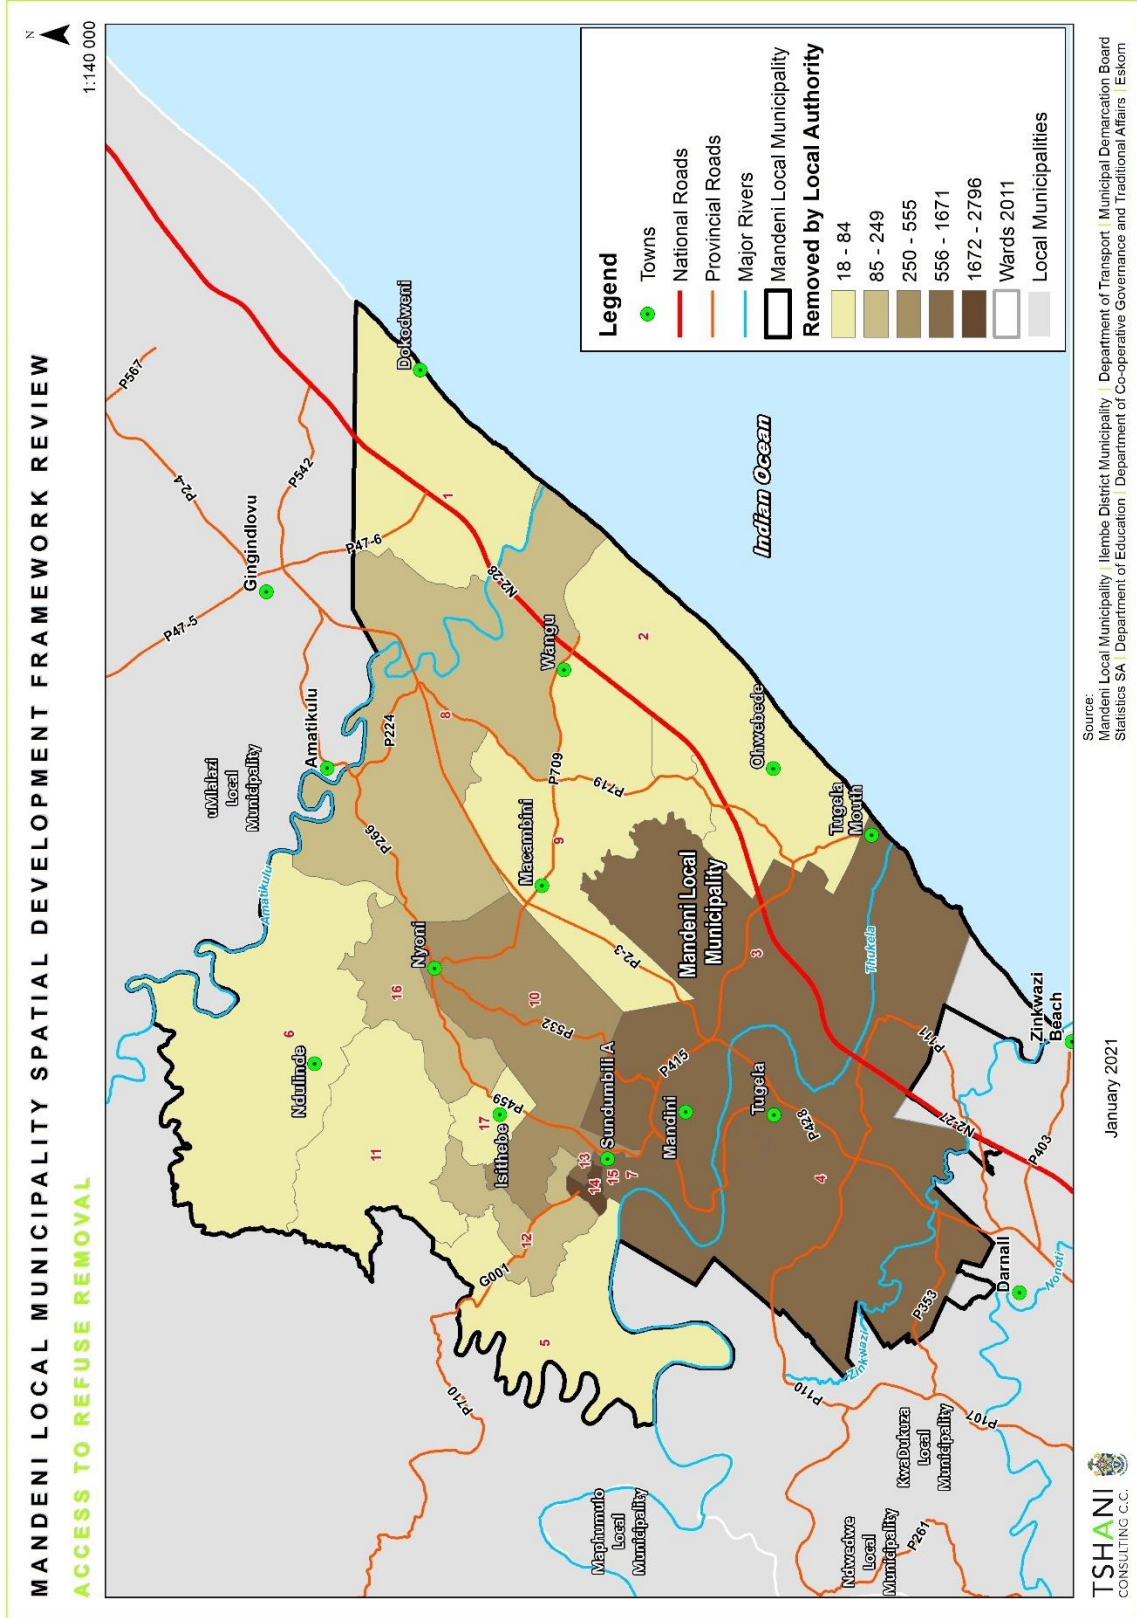 MANDENI LOCAL MUNICIPALITY SPATIAL DEVELOPMENT FRAMEWORK REVIEW
ACCESS TO REFUSE REMOVAL
N
1:140 000
P567
P2-4
P542
Gingindlovu
P47-5
P47-6
Dokodweni
1
N2-28
Amatikulu
uMlalazi
Local
Municipality
P224
8
Wangu
2
P709
P719
P266
Amatikulu
Macambini
9
Ohwebede
Tugela
Mouth
Indian Ocean
Nyoni
16
10
P532
P2-3
Mandeni Local
Municipality
3
Thukela
6
Ndulinde
11
17
P459
Isithebe
Sundumbili A
P415
Mandini
Tugela
P428
P111
Zinkwazi
Beach
13
14
15
7
12
G001
5
4
N2-27
P403
Darnall
Nonoti
P353
Zinkwazi
P710
P110
P107
Maphumulo
Local
Municipality
KwaDukuza
Local
Municipality
Ndwedwe
Local
Municipality
P261
Legend
Towns
National Roads
Provincial Roads
Major Rivers
Mandeni Local Municipality
Removed by Local Authority
18 - 84
85 - 249
250 - 555
556 - 1671
1672 - 2796
Wards 2011
Local Municipalities
TSHANI
CONSULTING C.C.
January 2021
Source:
Mandeni Local Municipality | Ilembe District Municipality | Department of Transport | Municipal Demarcation Board
Statistics SA | Department of Education | Department of Co-operative Governance and Traditional Affairs | Eskom